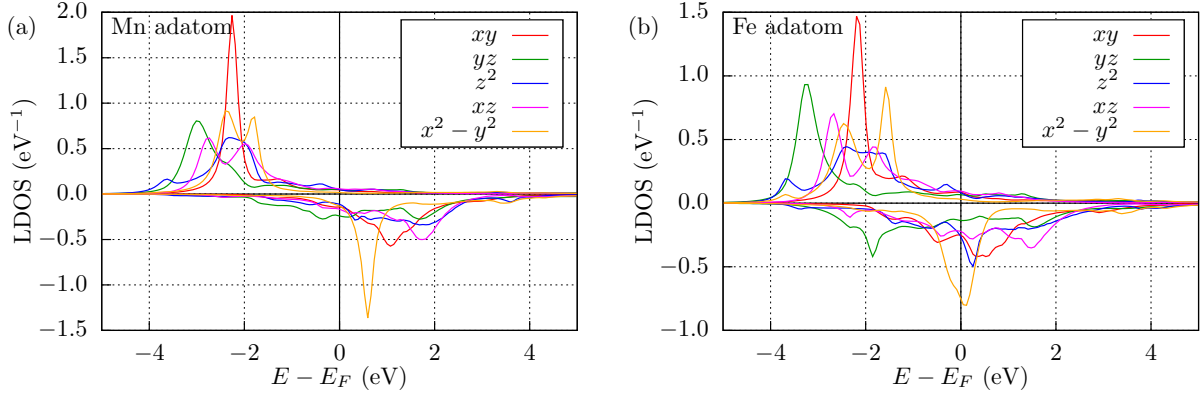 (a)
Mn adatom
LDOS (eV⁻¹)
2.0
1.5
1.0
0.5
0.0
−0.5
−1.0
−1.5
−4
−2
0
2
4
E − E_F (eV)
xy
yz
z²
xz
x² − y²
(b)
Fe adatom
LDOS (eV⁻¹)
1.5
1.0
0.5
0.0
−0.5
−1.0
−4
−2
0
2
4
E − E_F (eV)
xy
yz
z²
xz
x² − y²